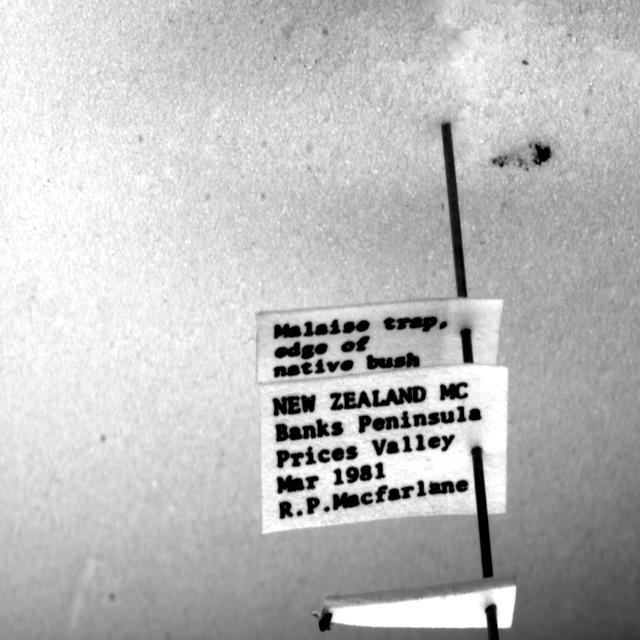 Malaise trap,
edge of
native bush
NEW ZEALAND MC
Banks Peninsula
Prices Valley
Mar 1981
R.P.Macfarlane